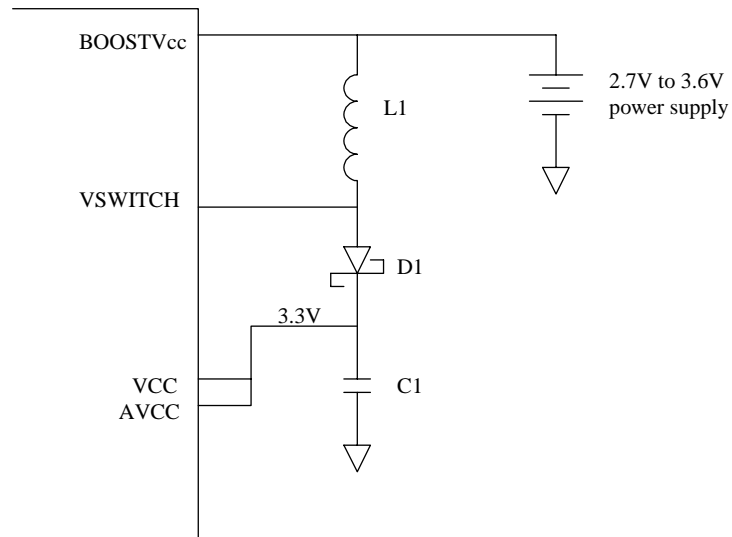 BOOSTVcc
2.7V to 3.6V
power supply
L1
VSWITCH
D1
3.3V
VCC
C1
AVCC